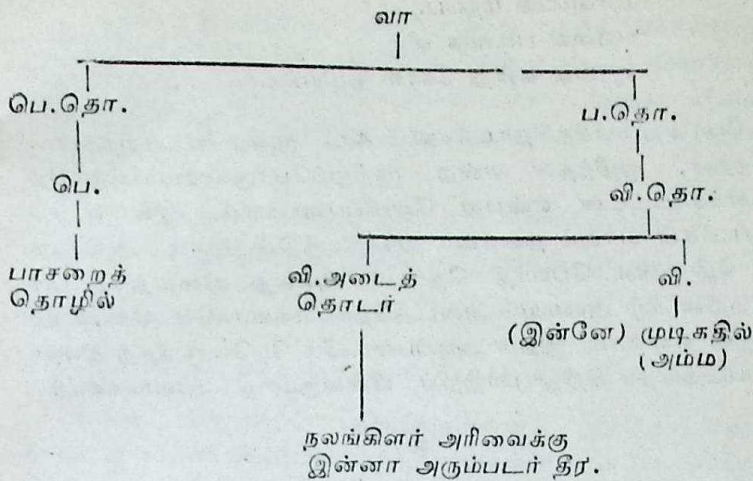 வா
பெ.தொ.
ப.தொ.
பெ.
வி.தொ.
பாசறைத்
தொழில்
வி.அடைத்
தொடர்
வி.
(இன்னே) முடிகதில்
(அம்ம)
நலங்கிளர் அரிவைக்கு
இன்னா அரும்படர் தீர.